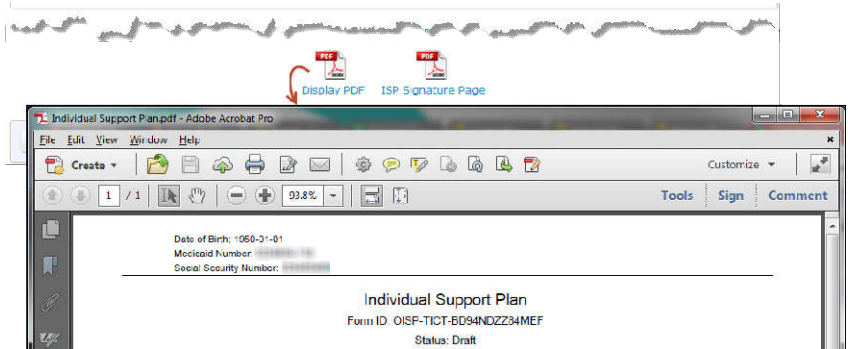 PDF PDF
Display PDF ISP Signature Page
Individual Support Plan.pdf - Adobe Acrobat Pro
File Edit View Window Help
Create Customize
1 / 1 93.8% Tools Sign Comment
Date of Birth: 1950-01-01
Medicaid Number:
Social Security Number:
Individual Support Plan
Form ID: OISP-TICT-BD94NDZZ84MEF
Status: Draft